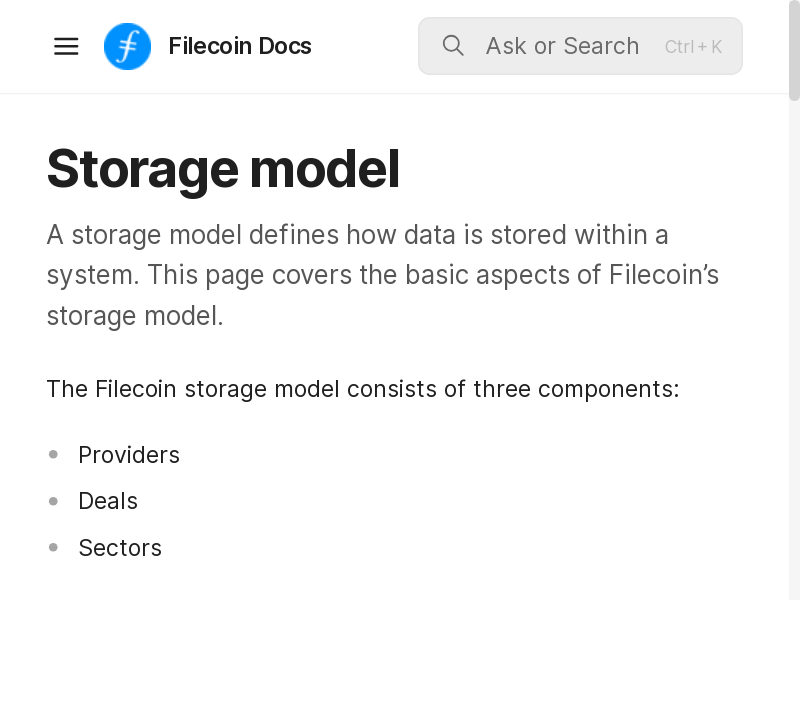 Filecoin Docs
Ask or Search
Ctrl + K
Storage model
A storage model defines how data is stored within a
system. This page covers the basic aspects of Filecoin’s
storage model.
The Filecoin storage model consists of three components:
Providers
Deals
Sectors